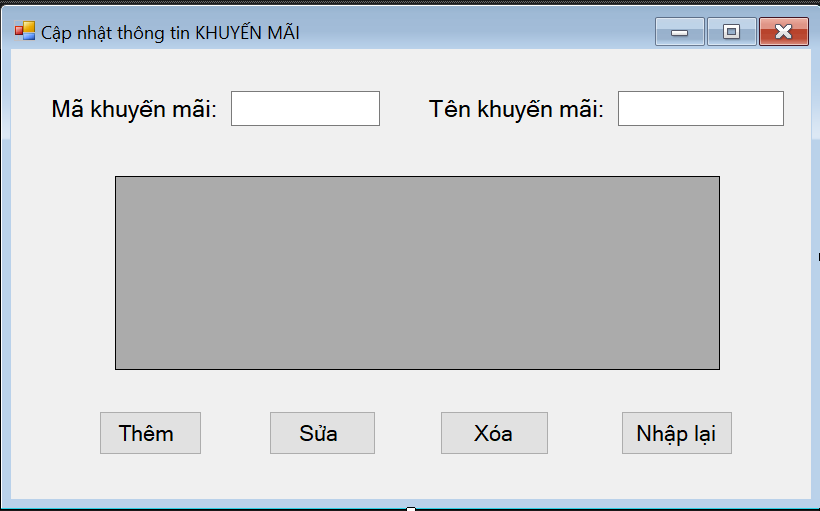 Cập nhật thông tin KHUYẾN MÃI
Mã khuyến mãi: Tên khuyến mãi:
Thêm Sửa Xóa Nhập lại